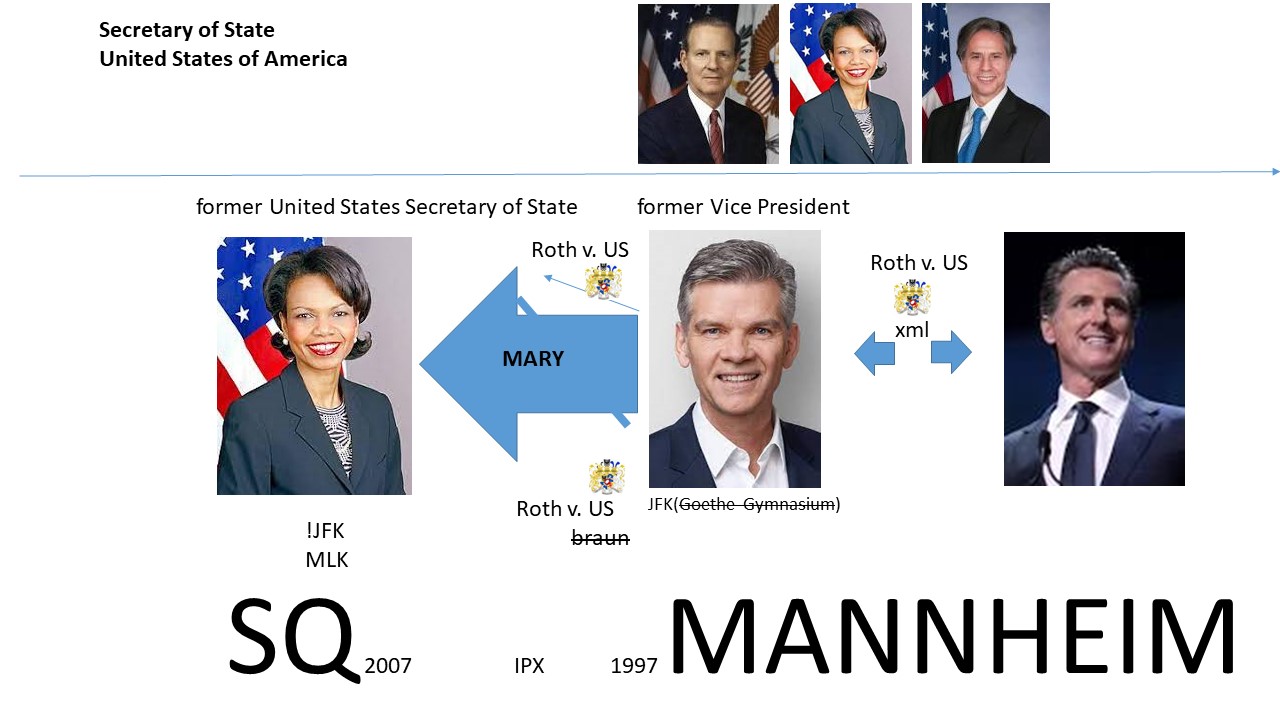 Secretary of State
United States of America
former United States Secretary of State
former Vice President
Roth v. US
Roth v. US
xml
MARY
Roth v. US
braun
JFK(Goethe Gymnasium)
!JFK
MLK
SQ 2007
IPX
1997 MANNHEIM